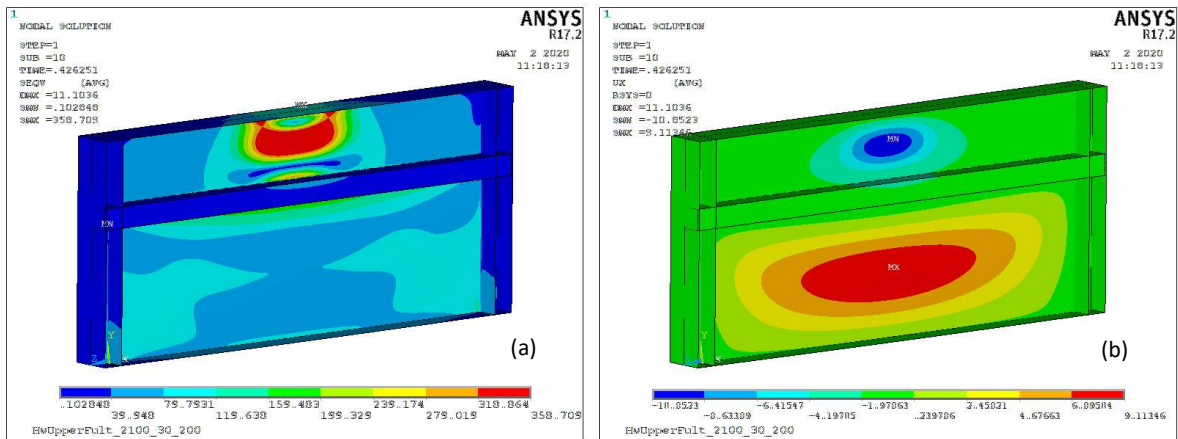 1
NODAL SOLUTION
ANSYS
R17.2
STEP=1
SUB =10
TIME=.426251
SEQV (AVG)
DMX=11.1036
SMN =.102848
SMX =358.709
MAY 2 2020
11:18:13
MX
MN
Y
Z X
(a)
.102848 79.7931 159.483 239.174 318.864
39.948 119.638 199.329 279.019 358.709
HwUpperFult_2100_30_200
1
NODAL SOLUTION
ANSYS
R17.2
STEP=1
SUB =10
TIME=.426251
UX (AVG)
RSYS=0
DMX=11.1036
SMN =-10.8523
SMX =9.11346
MAY 2 2020
11:18:13
MN
MX
Y
X
(b)
-10.8523 -6.41547 -1.97863 2.45821 6.89504
-8.63389 -4.19705 .239786 4.67663 9.11346
HwUpperFult_2100_30_200